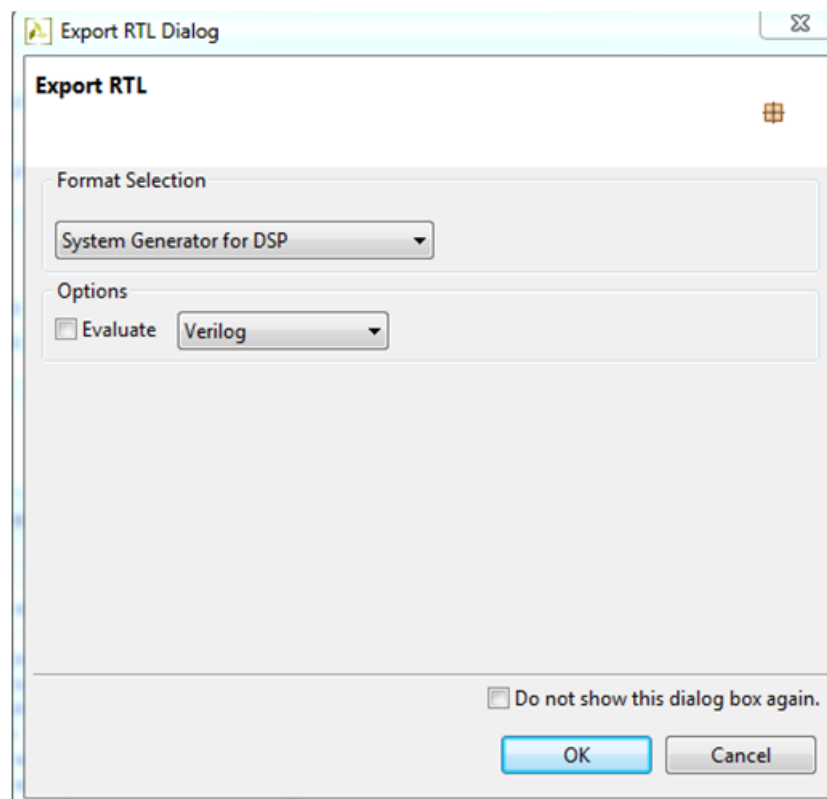 Export RTL Dialog
Export RTL
Format Selection
System Generator for DSP
Options
Evaluate Verilog
Do not show this dialog box again.
OK Cancel